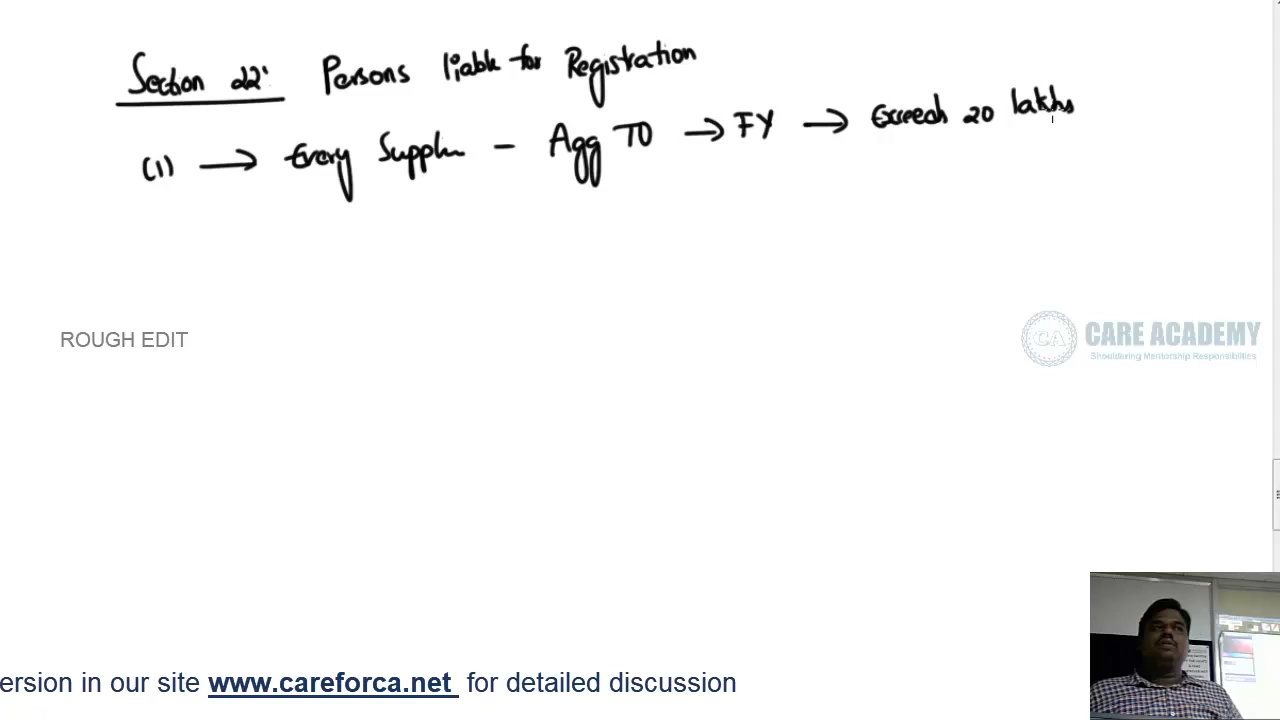 Section 22: Persons liable for Registration
(1) → Every Supplier - Agg TO → FY → Exceeds 20 lakhs
ROUGH EDIT
CA
CARE ACADEMY
Shouldering Mentorship Responsibilities
ersion in our site www.careforca.net for detailed discussion